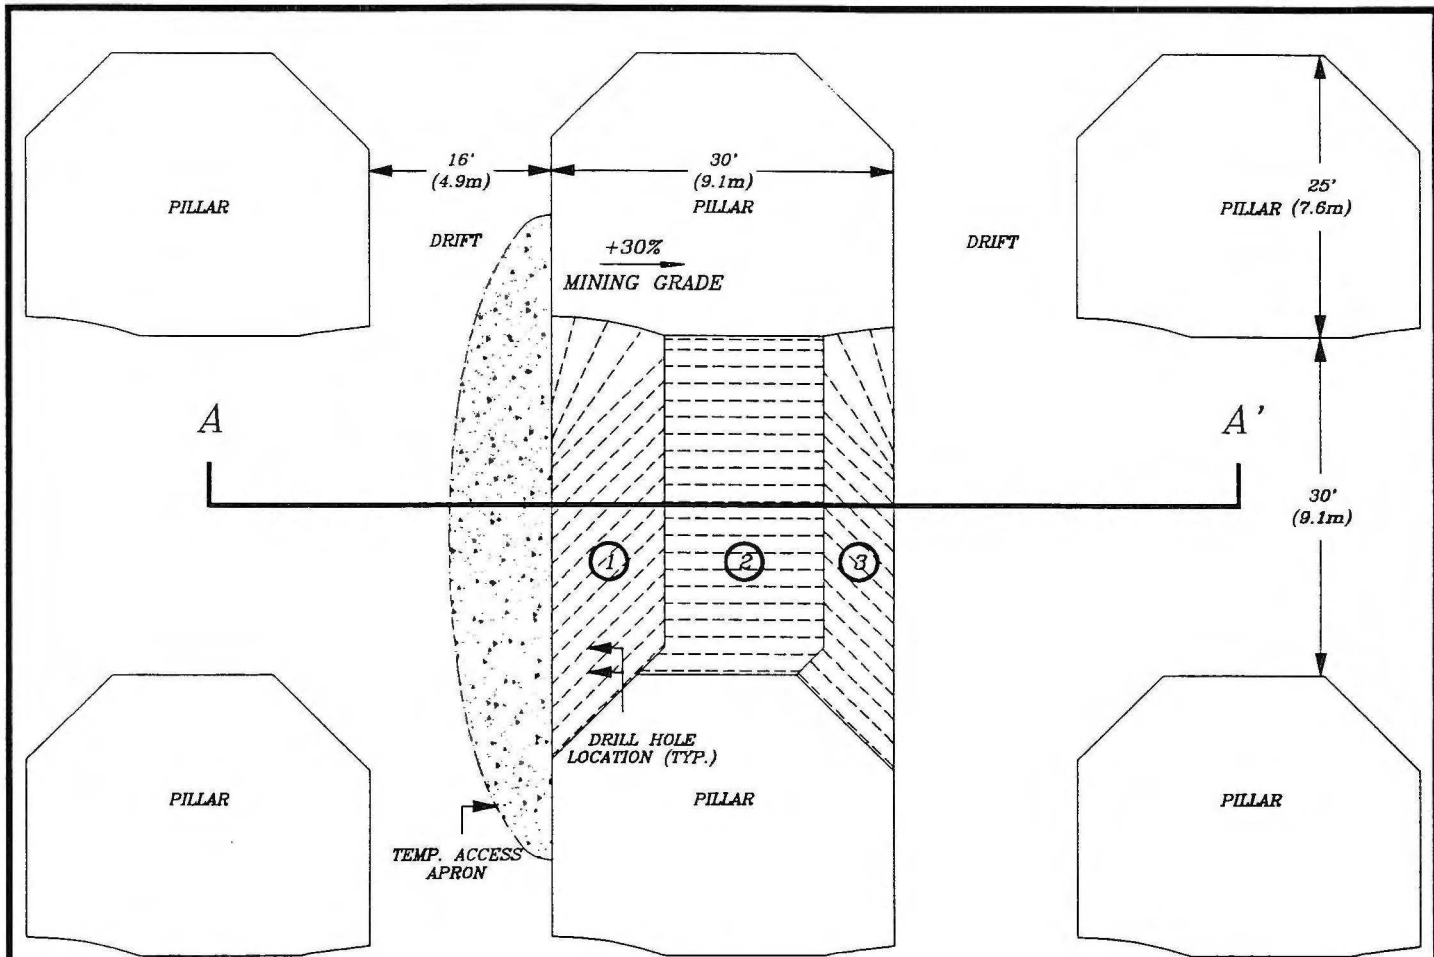 16'
(4.9m)
30'
(9.1m)
PILLAR
PILLAR
25'
PILLAR (7.6m)
DRIFT
+30%
MINING GRADE
DRIFT
A
A'
30'
(9.1m)
1
2
3
DRILL HOLE
LOCATION (TYP.)
PILLAR
PILLAR
PILLAR
TEMP. ACCESS
APRON